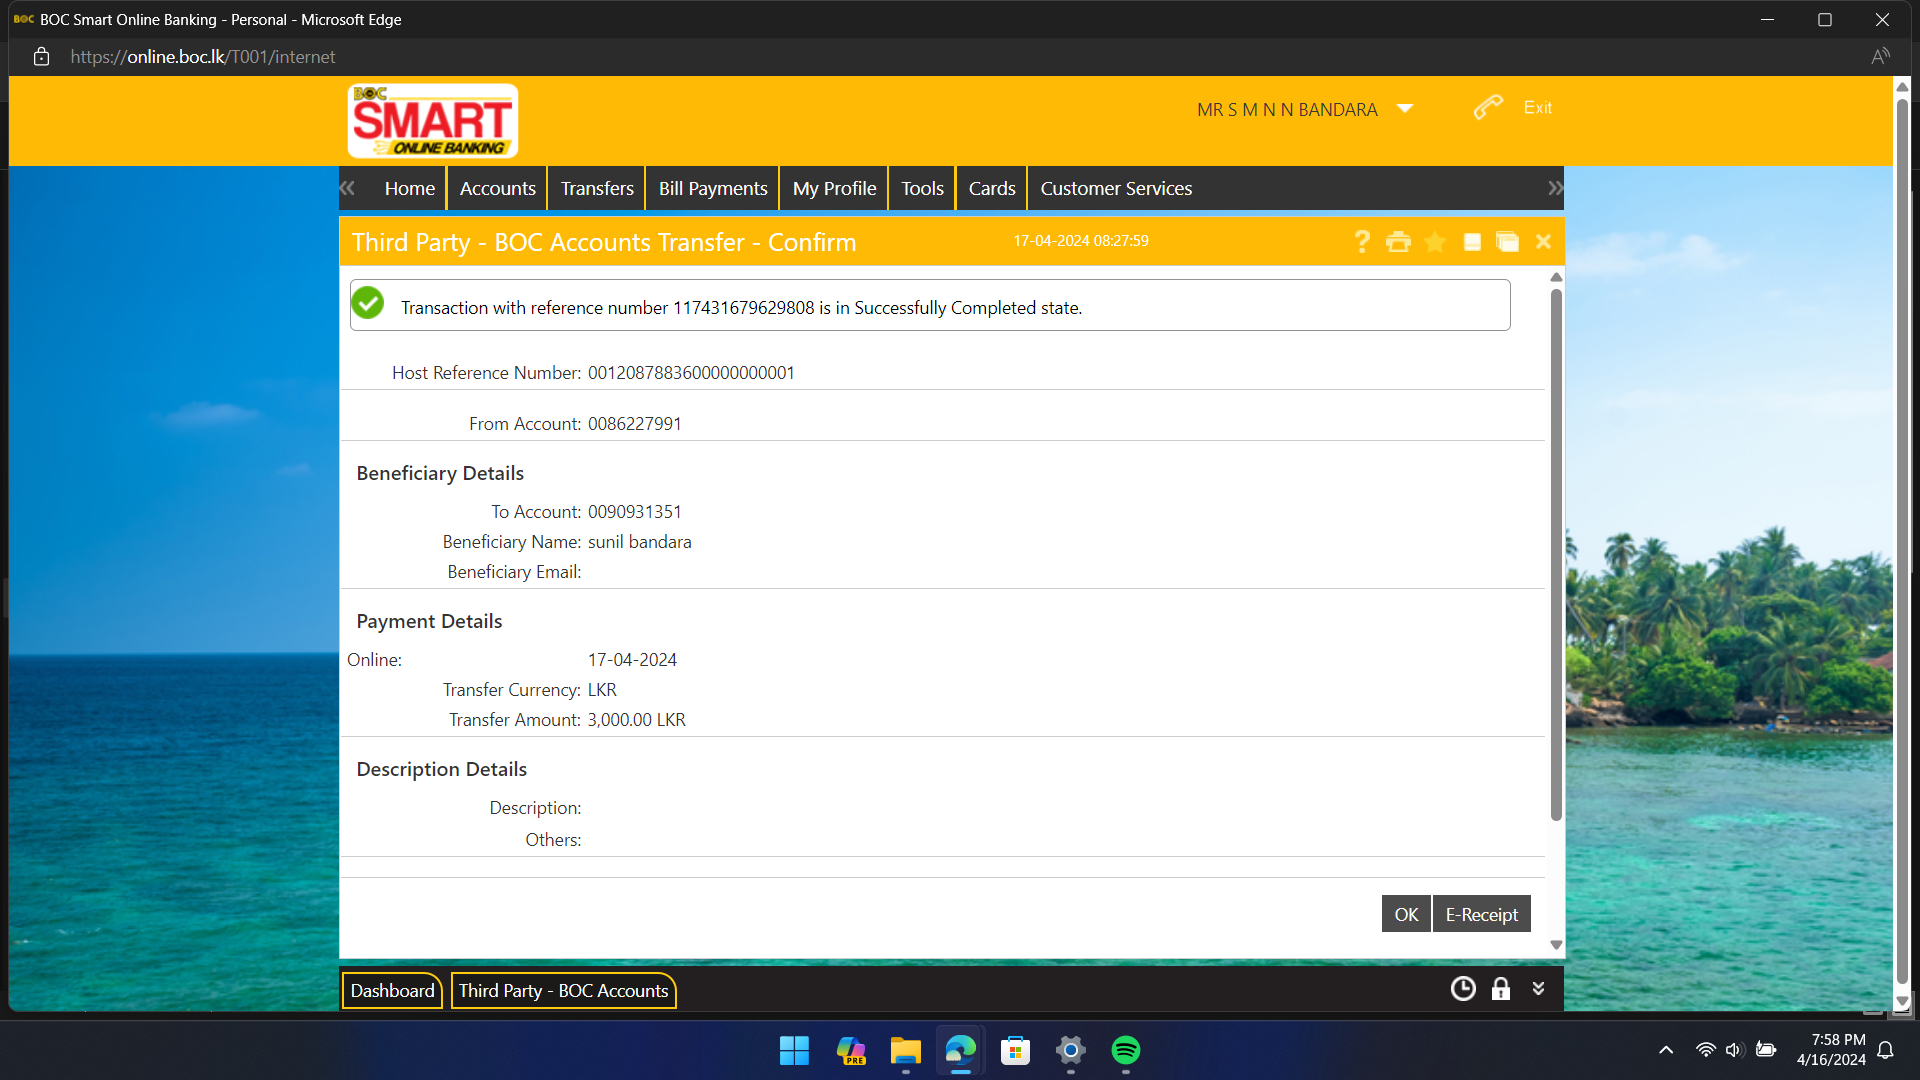 BOC BOC Smart Online Banking - Personal - Microsoft Edge
https://online.boc.lk/T001/internet
BOC
SMART
ONLINE BANKING
MR S M N N BANDARA
Exit
Home Accounts Transfers Bill Payments My Profile Tools Cards Customer Services
Third Party - BOC Accounts Transfer - Confirm 17-04-2024 08:27:59
Transaction with reference number 117431679629808 is in Successfully Completed state.
Host Reference Number: 0012087883600000000001
From Account: 0086227991
Beneficiary Details
To Account: 0090931351
Beneficiary Name: sunil bandara
Beneficiary Email:
Payment Details
Online: 17-04-2024
Transfer Currency: LKR
Transfer Amount: 3,000.00 LKR
Description Details
Description:
Others:
OK E-Receipt
Dashboard Third Party - BOC Accounts
PRE
7:58 PM
4/16/2024